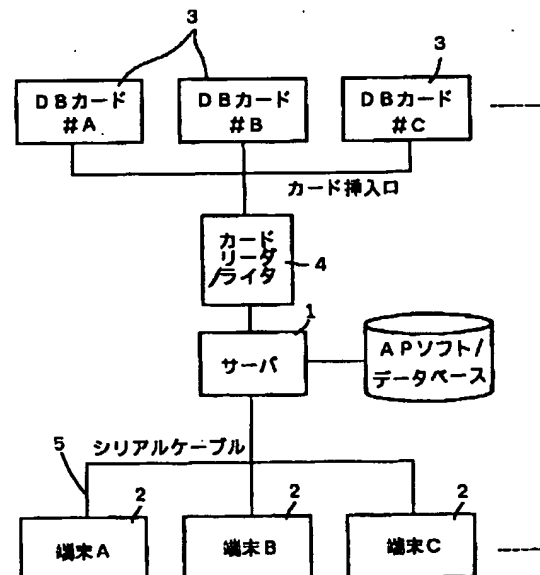 3
3
DBカード
#A
DBカード
#B
DBカード
#C
カード挿入口
カード
リーダ
/ライタ
4
1
サーバ
APソフト/
データベース
シリアルケーブル
5
2
2
2
端末A
端末B
端末C